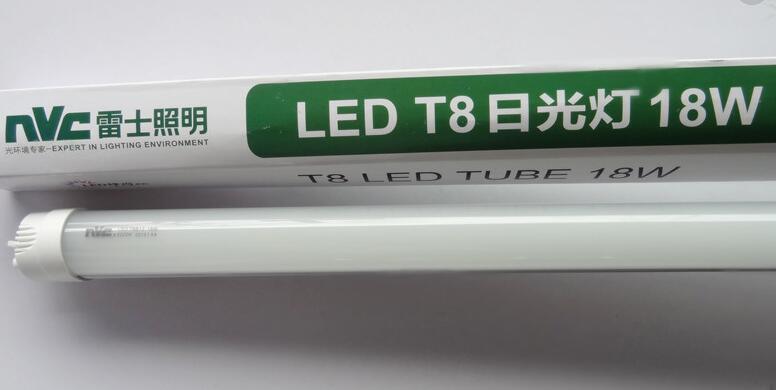 nvc 雷士照明
光环境专家-EXPERT IN LIGHTING ENVIRONMENT
LED T8日光灯 18W
T8 LED TUBE 18W
nvc